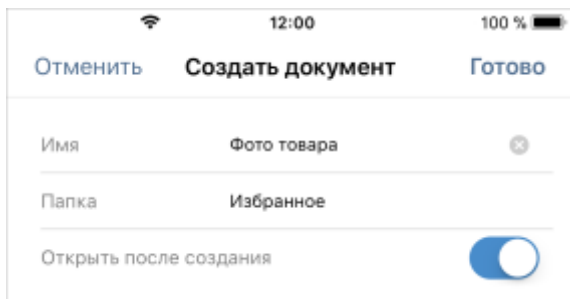 12:00 100 %
Отменить Создать документ Готово
Имя Фото товара
Папка Избранное
Открыть после создания